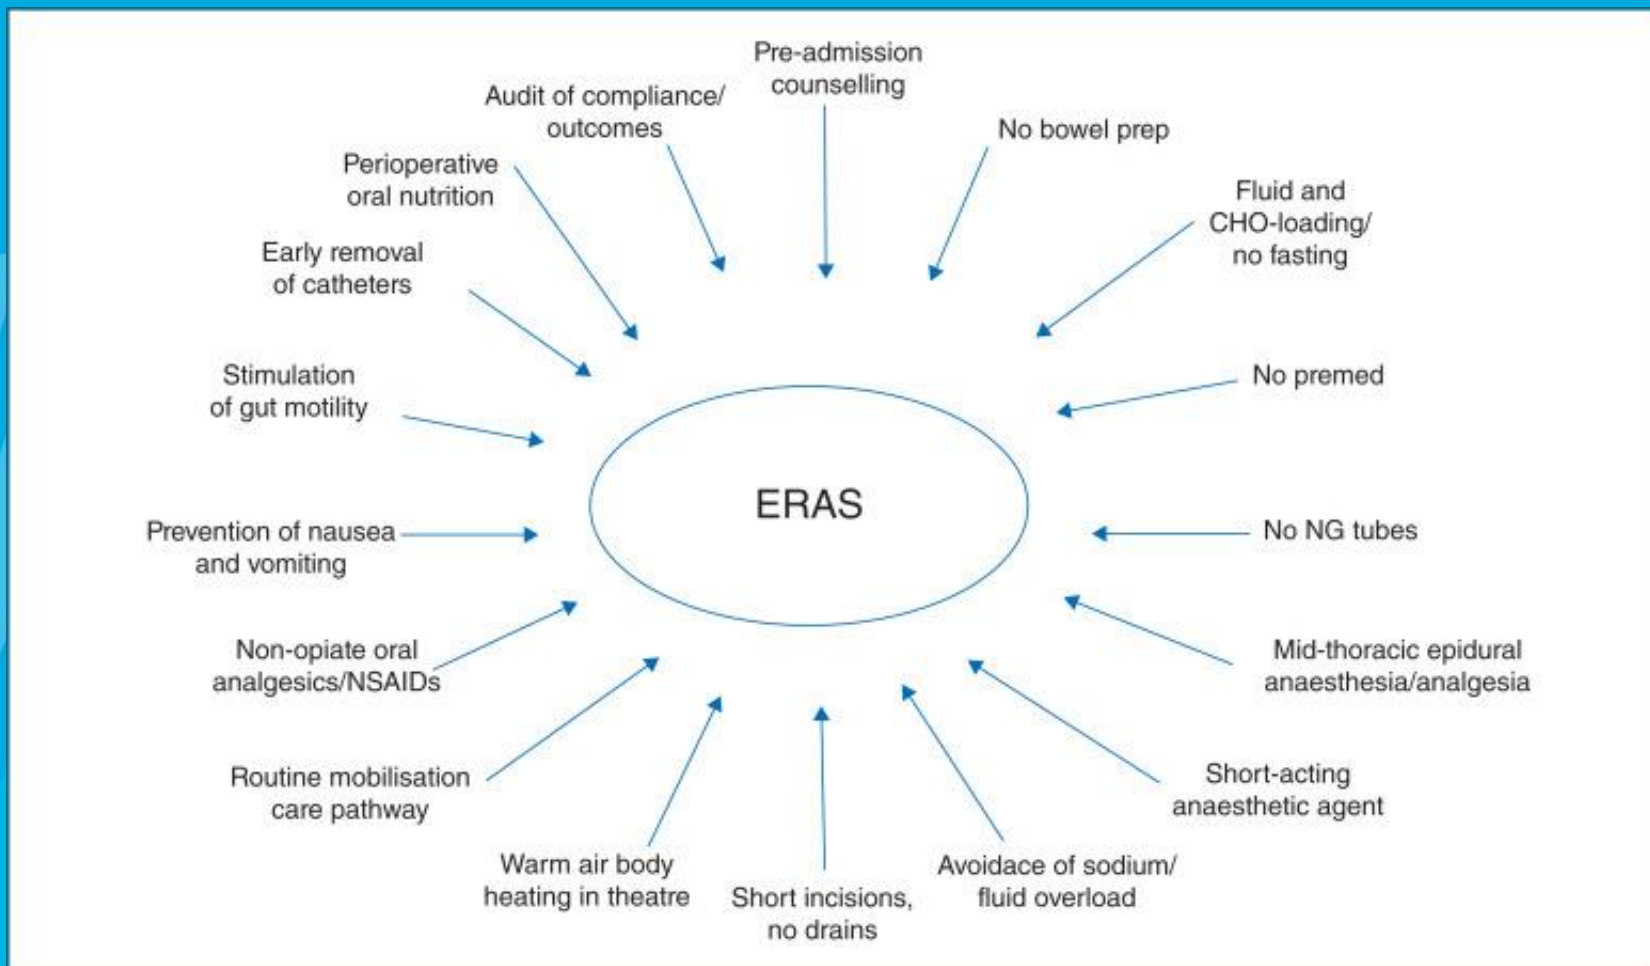 Pre-admission
counselling
No bowel prep
Fluid and
CHO-loading/
no fasting
No premed
No NG tubes
Mid-thoracic epidural
anaesthesia/analgesia
Short-acting
anaesthetic agent
Avoidace of sodium/
fluid overload
Short incisions,
no drains
Warm air body
heating in theatre
Routine mobilisation
care pathway
Non-opiate oral
analgesics/NSAIDs
Prevention of nausea
and vomiting
Stimulation
of gut motility
Early removal
of catheters
Perioperative
oral nutrition
Audit of compliance/
outcomes
ERAS